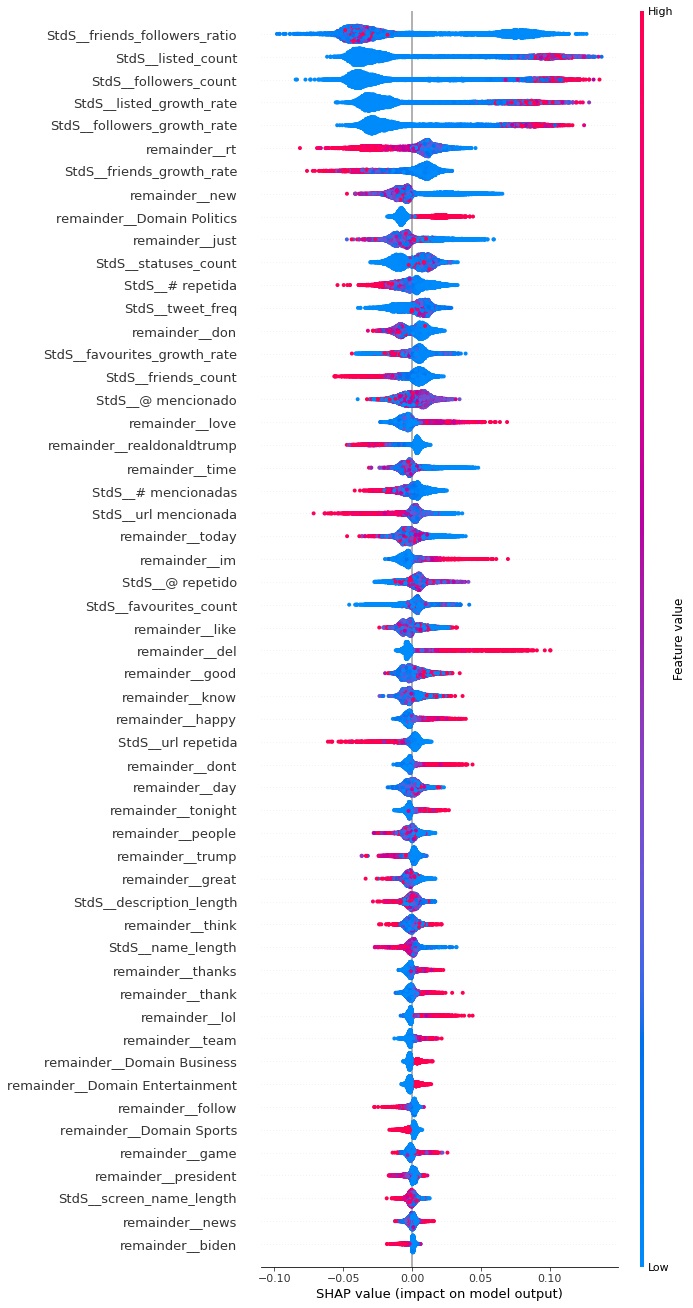 High
StdS__friends_followers_ratio
StdS__listed_count
StdS__followers_count
StdS__listed_growth_rate
StdS__followers_growth_rate
remainder__rt
StdS__friends_growth_rate
remainder__new
remainder__Domain Politics
remainder__just
StdS__statuses_count
StdS__# repetida
StdS__tweet_freq
remainder__don
StdS__favourites_growth_rate
StdS__friends_count
StdS__@ mencionado
remainder__love
remainder__realdonaldtrump
remainder__time
StdS__# mencionadas
StdS__url mencionada
remainder__today
remainder__im
StdS__@ repetido
StdS__favourites_count
remainder__like
remainder__del
remainder__good
remainder__know
remainder__happy
StdS__url repetida
remainder__dont
remainder__day
remainder__tonight
remainder__people
remainder__trump
remainder__great
StdS__description_length
remainder__think
StdS__name_length
remainder__thanks
remainder__thank
remainder__lol
remainder__team
remainder__Domain Business
remainder__Domain Entertainment
remainder__follow
remainder__Domain Sports
remainder__game
remainder__president
StdS__screen_name_length
remainder__news
remainder__biden
Feature value
Low
−0.10 −0.05 0.00 0.05 0.10
SHAP value (impact on model output)